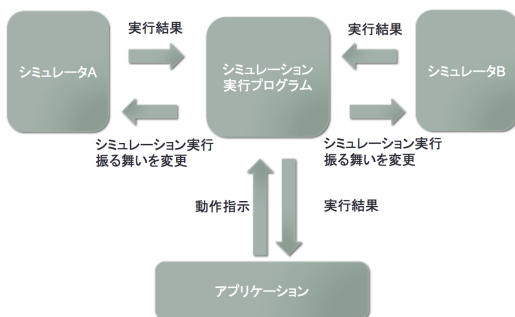 実行結果
実行結果
シミュレータA
シミュレーション
実行プログラム
シミュレータB
シミュレーション実行
振る舞いを変更
シミュレーション実行
振る舞いを変更
動作指示
実行結果
アプリケーション